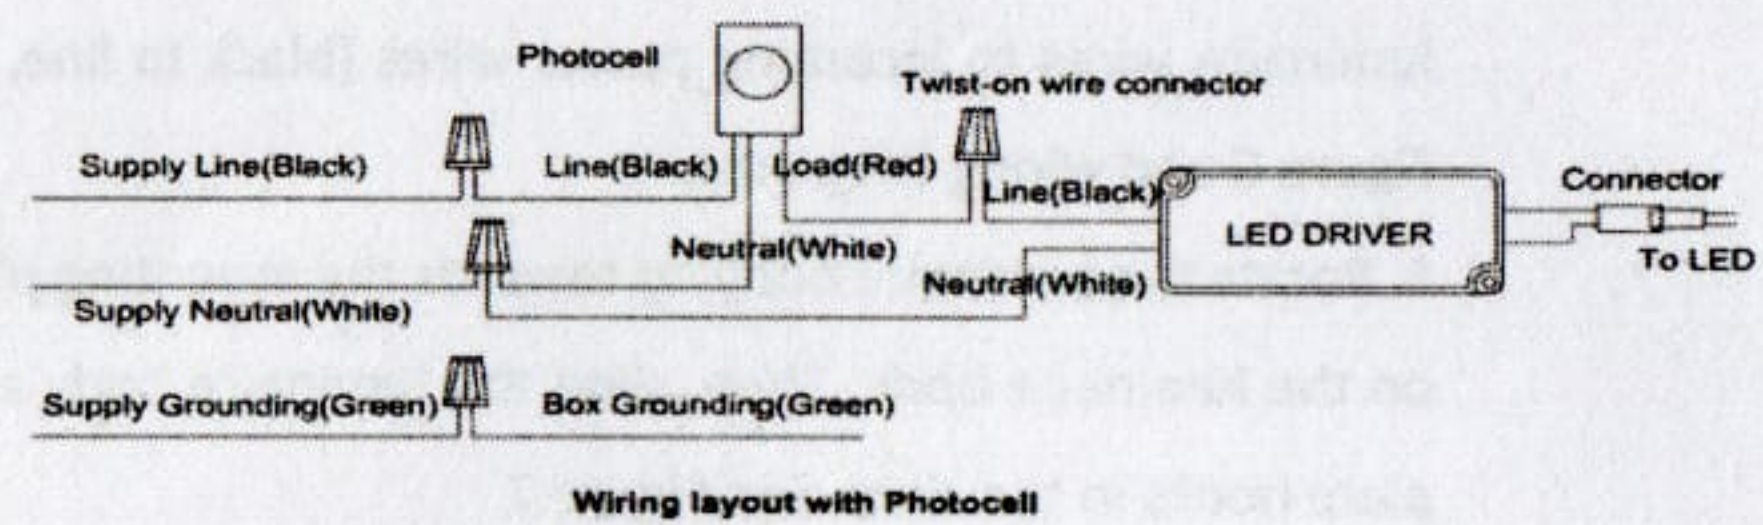 Photocell
Twist-on wire connector
Supply Line(Black)
Line(Black)
Load(Red)
Line(Black)
Connector
LED DRIVER
Neutral(White)
To LED
Neutral(White)
Supply Neutral(White)
Supply Grounding(Green)
Box Grounding(Green)
Wiring layout with Photocell